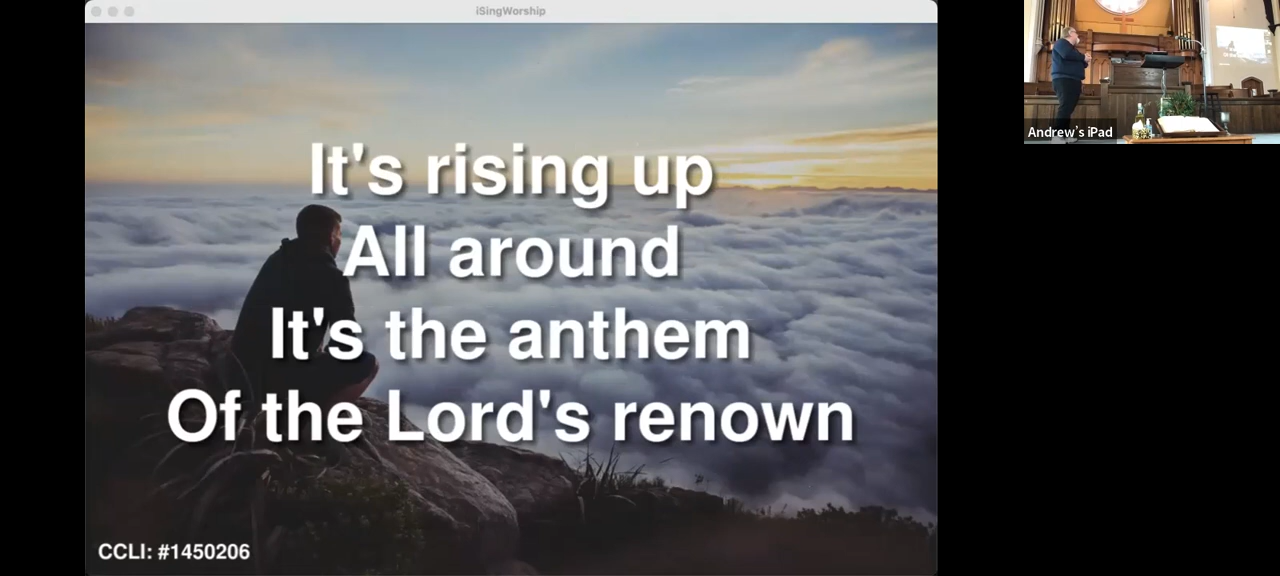 iSingWorship
It's rising up
All around
It's the anthem
Of the Lord's renown
CCLI: #1450206
Andrew's iPad